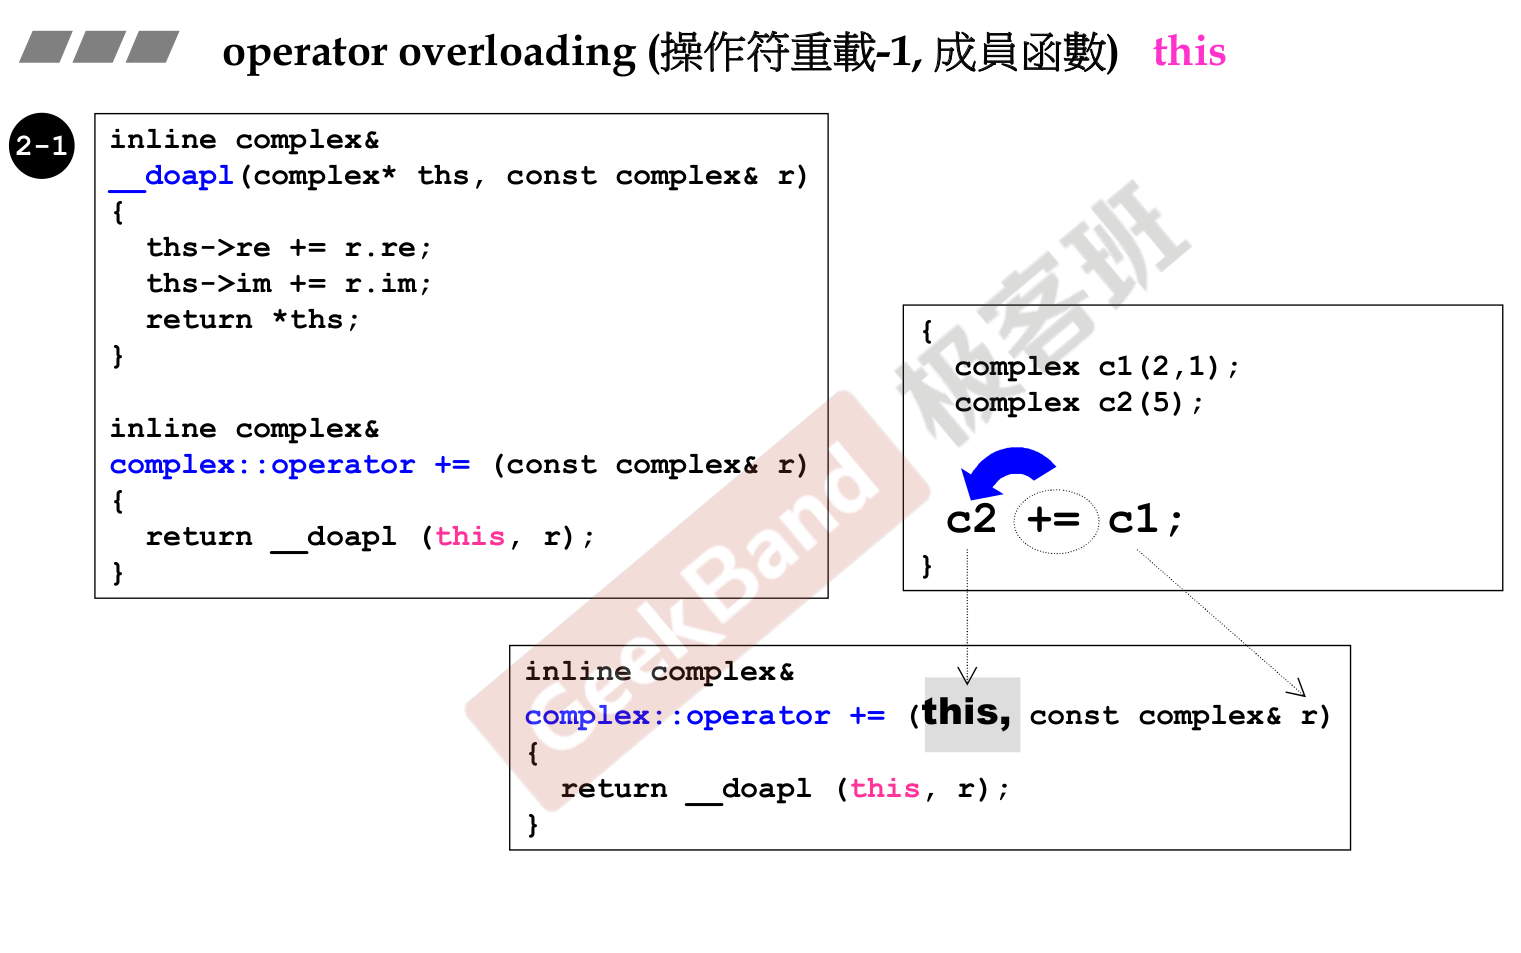 operator overloading (操作符重載-1, 成員函數) this
2-1
inline complex&
__doapl(complex* ths, const complex& r)
{
  ths->re += r.re;
  ths->im += r.im;
  return *ths;
}
inline complex&
complex::operator += (const complex& r)
{
  return __doapl (this, r);
}
{
  complex c1(2,1);
  complex c2(5);
  c2 += c1;
}
inline complex&
complex::operator += (this, const complex& r)
{
  return __doapl (this, r);
}
GeekBand 极客班